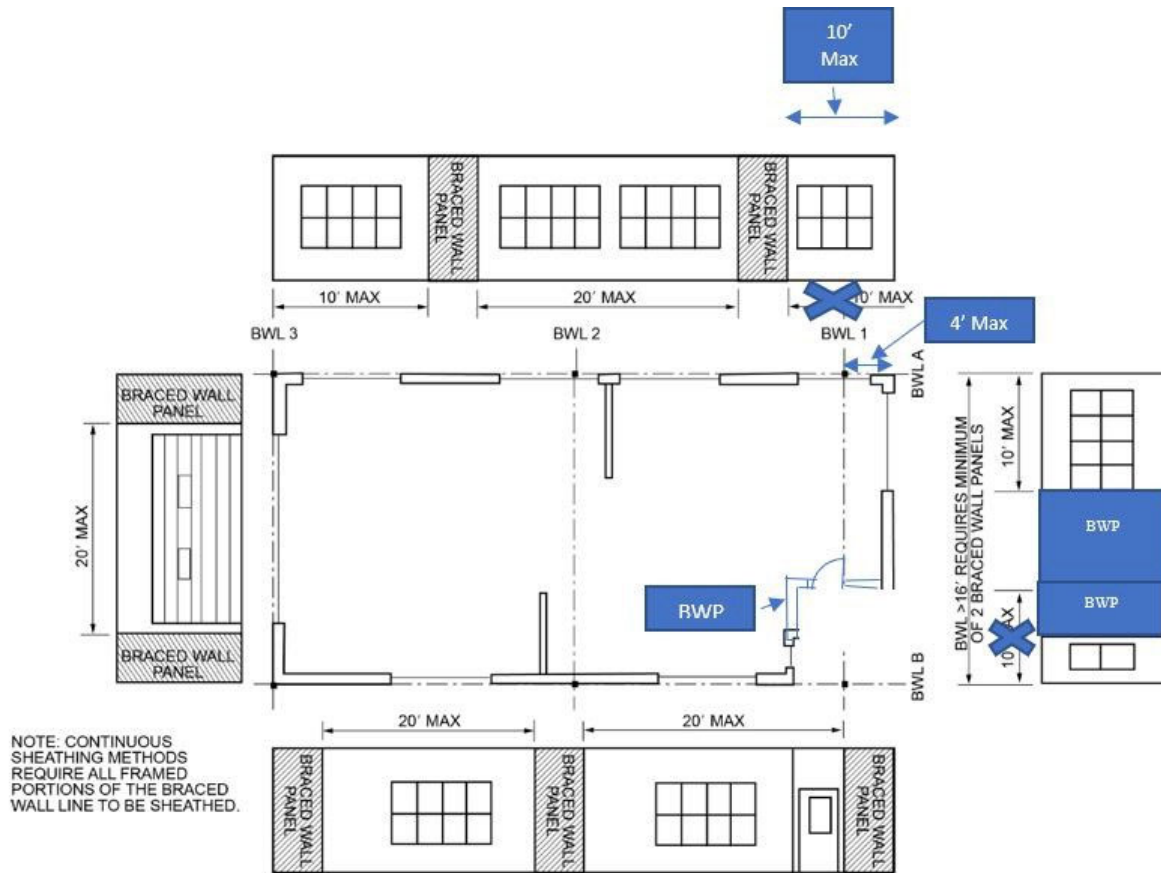 10’
Max
BRACED WALL
PANEL
BRACED WALL
PANEL
10’ MAX
20’ MAX
10’ MAX
BWL 3
BWL 2
BWL 1
4’ Max
BWL A
BRACED WALL
PANEL
20’ MAX
BRACED WALL
PANEL
BWL >16’ REQUIRES MINIMUM
OF 2 BRACED WALL PANELS
10’ MAX
BWP
BWP
BWP
BWL B
20’ MAX
20’ MAX
NOTE: CONTINUOUS
SHEATHING METHODS
REQUIRE ALL FRAMED
PORTIONS OF THE BRACED
WALL LINE TO BE SHEATHED.
BRACED WALL
PANEL
BRACED WALL
PANEL
BRACED WALL
PANEL